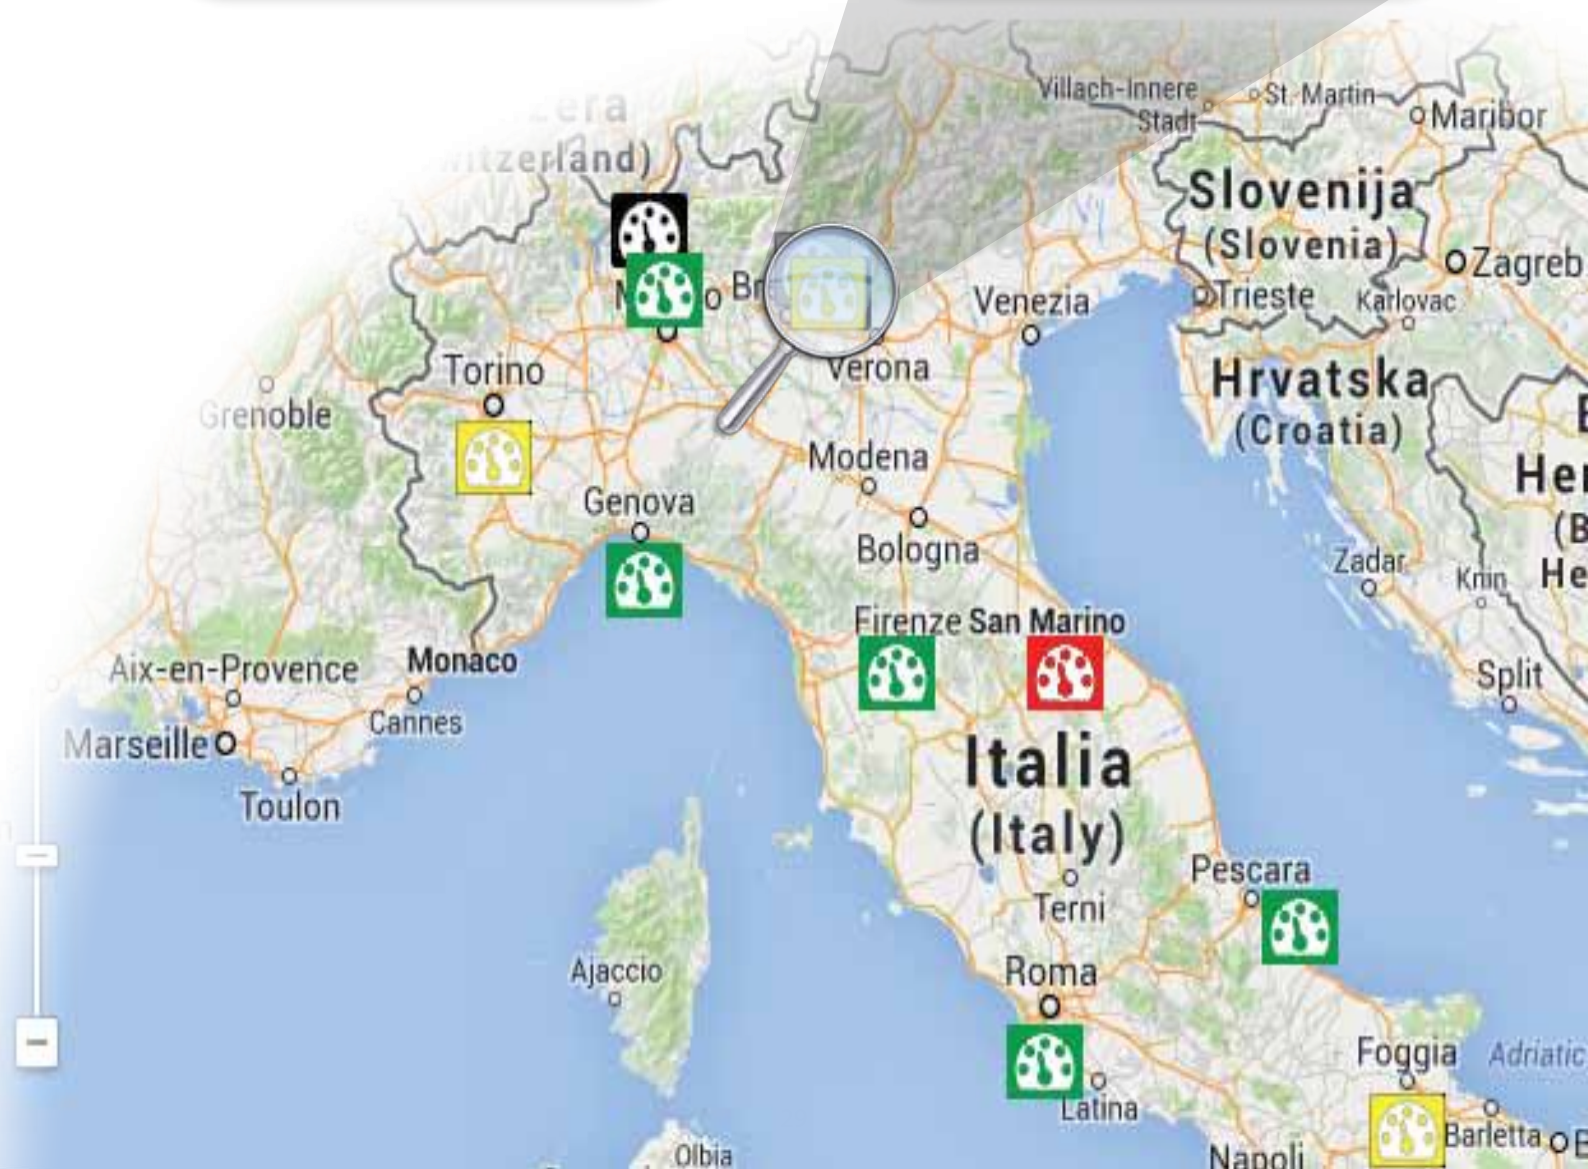 Villach-Innere
Stadt
St. Martin
Maribor
Slovenija
(Slovenia)
Zagreb
Venezia
Trieste
Karlovac
Torino
Verona
Hrvatska
(Croatia)
Grenoble
Modena
Genova
Bologna
Zadar
Knin
Firenze
San Marino
Aix-en-Provence
Monaco
Cannes
Split
Marseille
Toulon
Italia
(Italy)
Pescara
Terni
Ajaccio
Roma
Foggia
Adriatic
Latina
Barletta
Olbia
Napoli